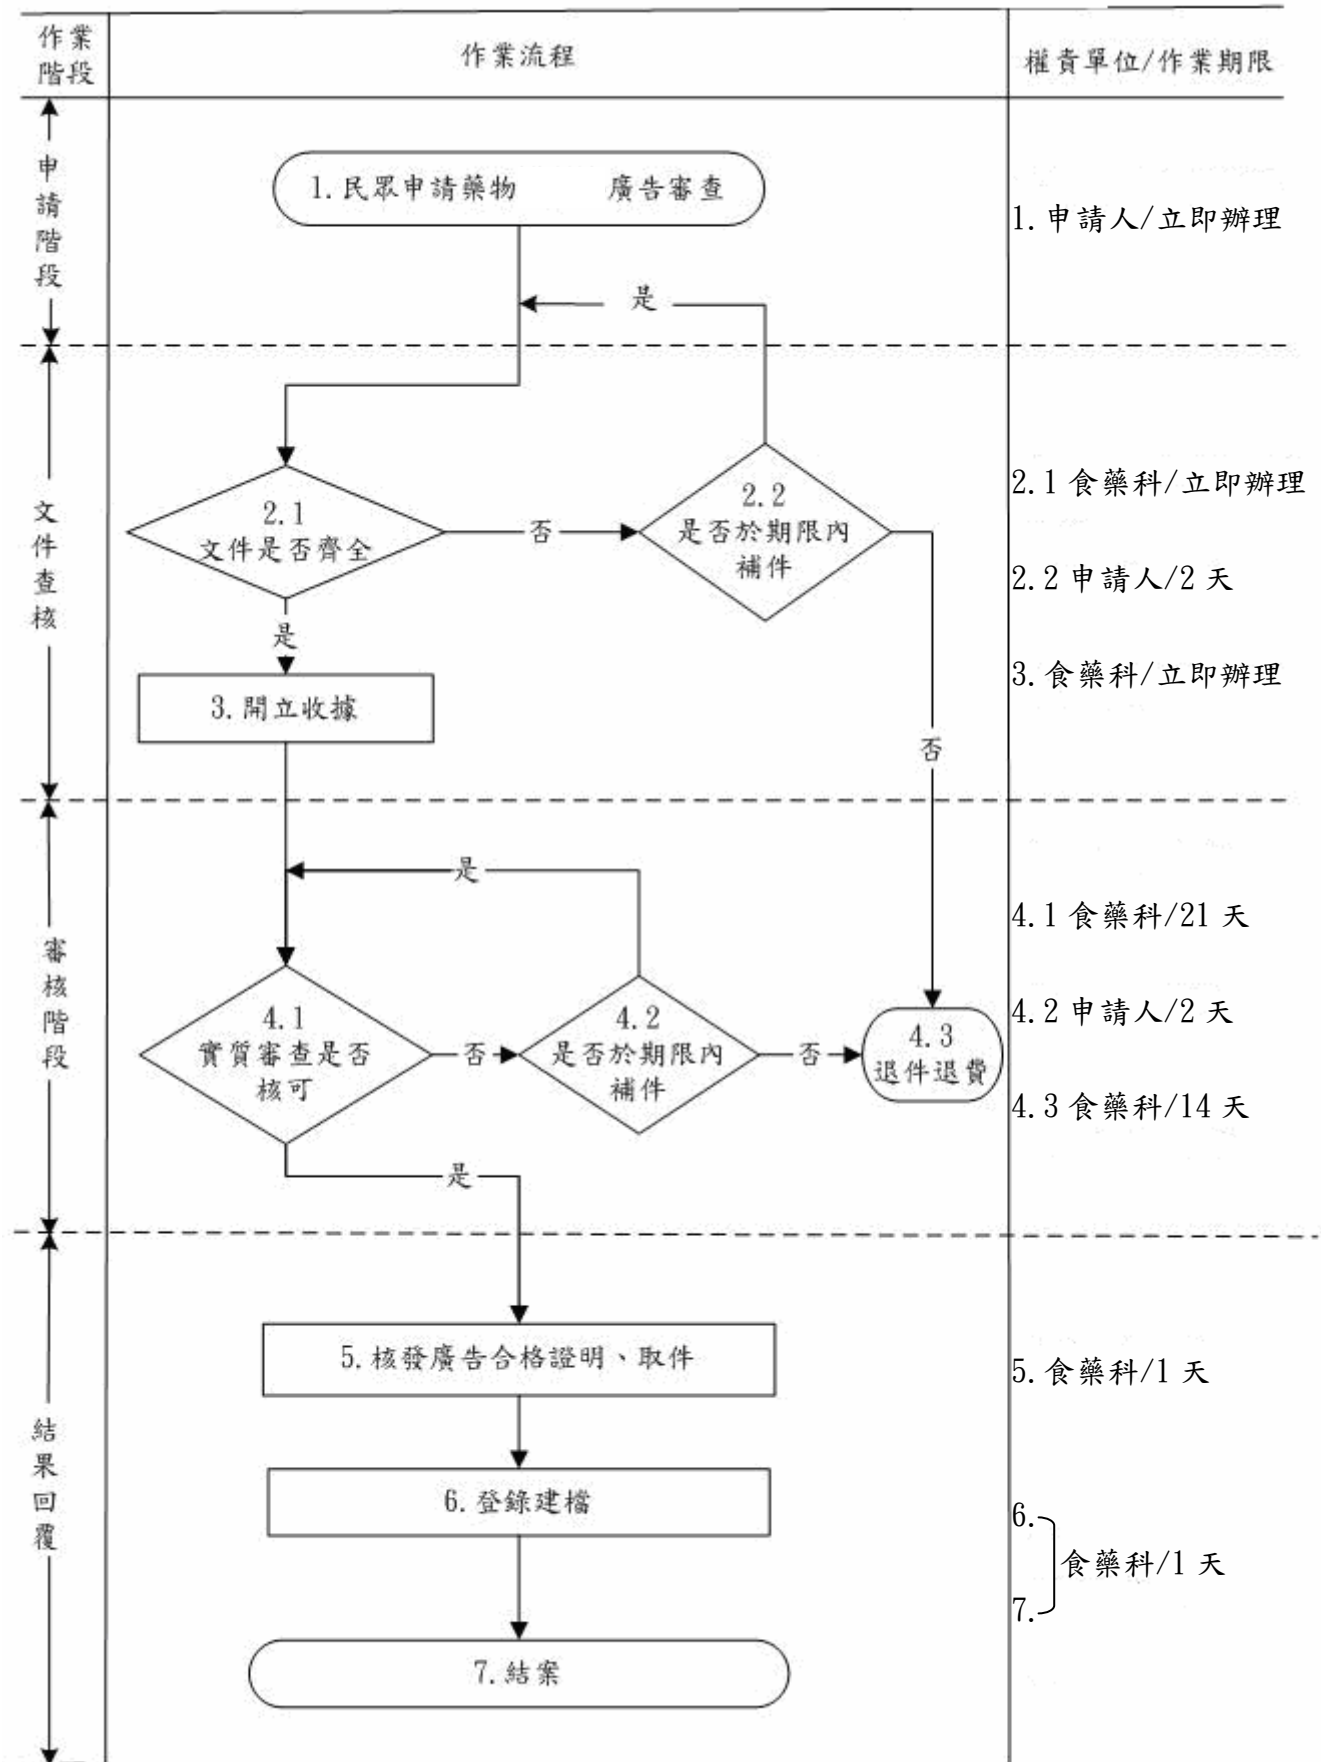 作業
階段
作業流程
權責單位/作業期限
申請階段
1.民眾申請藥物 廣告審查
1.申請人/立即辦理
是
文件查核
2.1
文件是否齊全
否
2.2
是否於期限內
補件
2.1 食藥科/立即辦理
2.2 申請人/2 天
是
3.開立收據
3.食藥科/立即辦理
否
審核階段
是
4.1
實質審查是否
核可
否
4.2
是否於期限內
補件
否
4.3
退件退費
4.1 食藥科/21 天
4.2 申請人/2 天
4.3 食藥科/14 天
是
結果回覆
5.核發廣告合格證明、取件
5.食藥科/1 天
6.登錄建檔
6.
食藥科/1 天
7.
7.結案